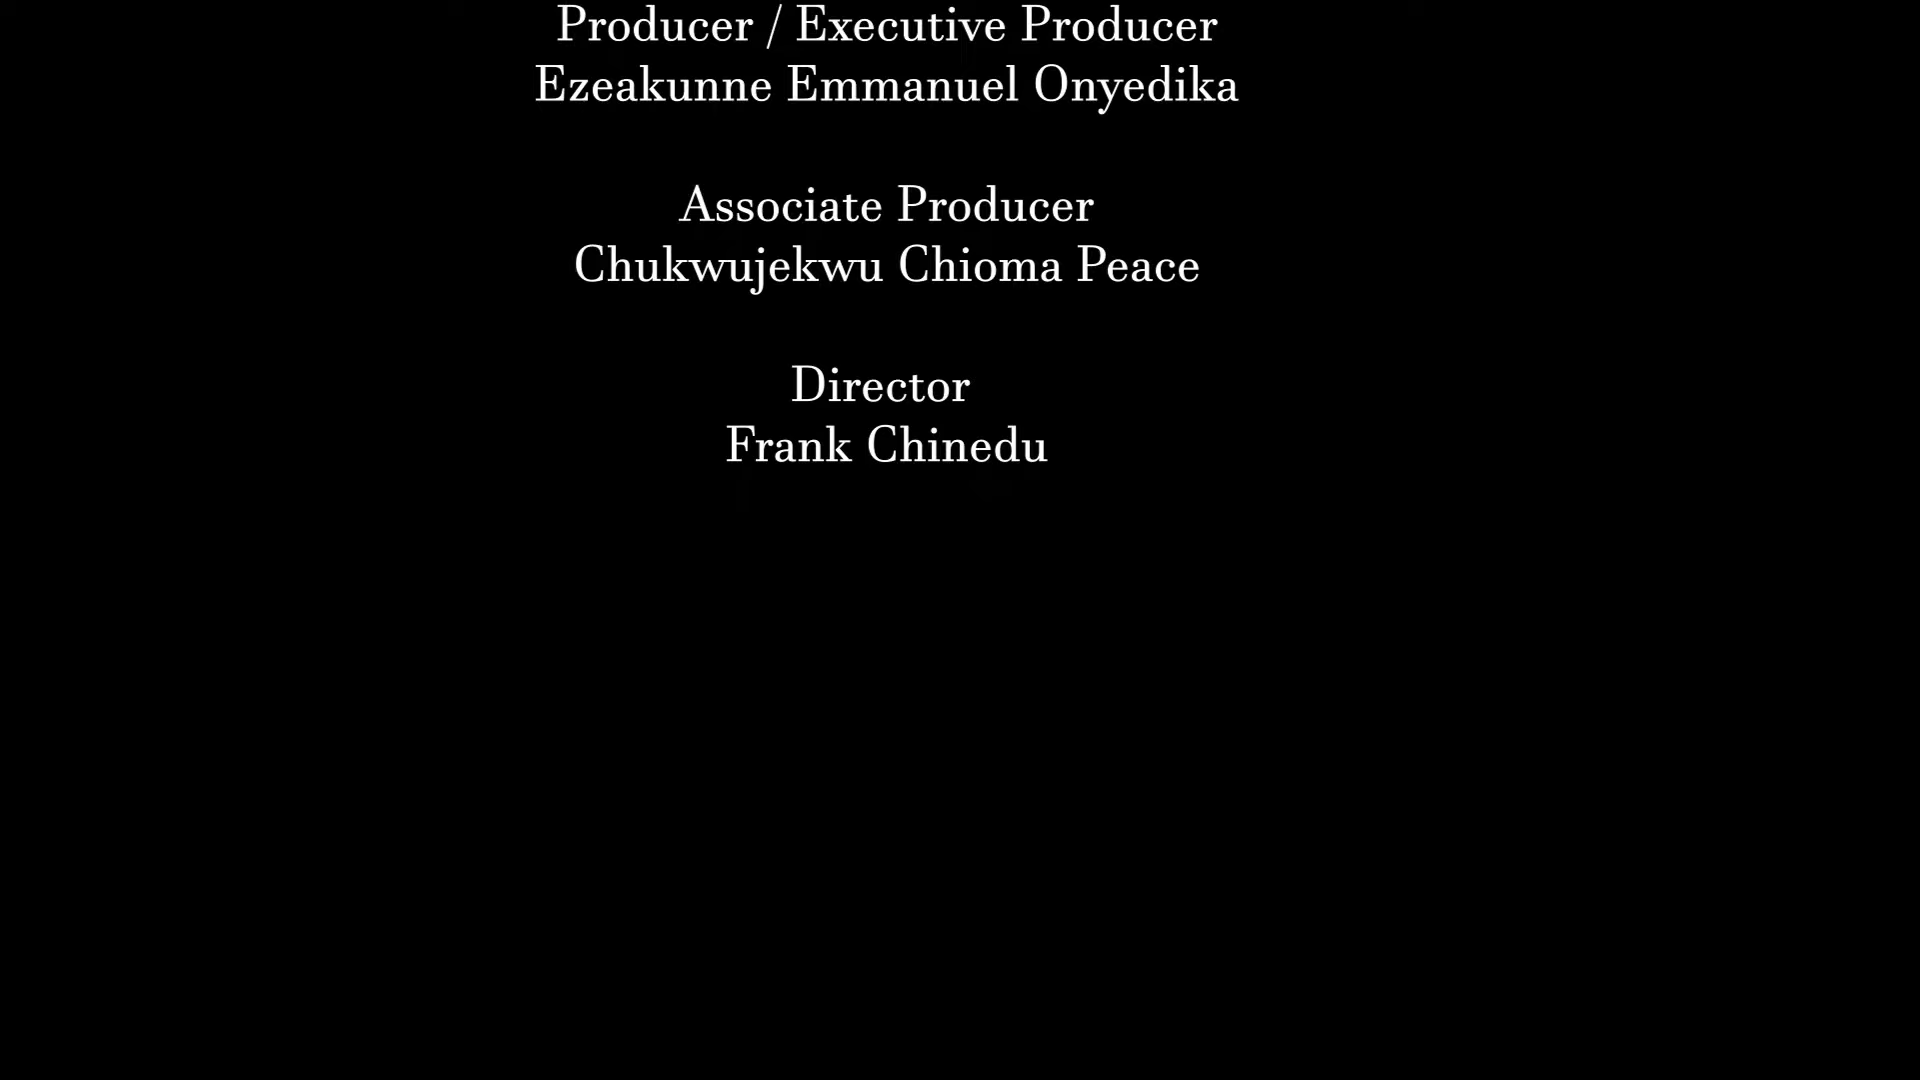 Producer / Executive Producer
Ezeakunne Emmanuel Onyedika
Associate Producer
Chukwujekwu Chioma Peace
Director
Frank Chinedu